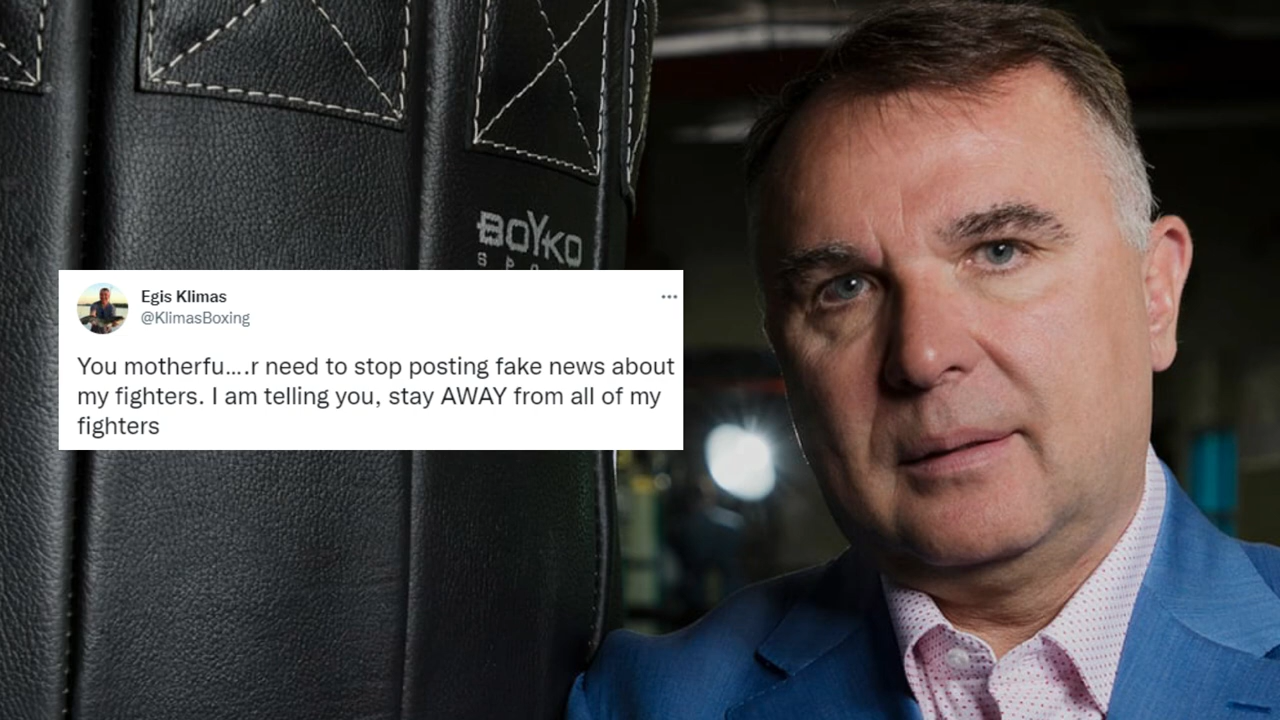 BOYKO
Egis Klimas
@KlimasBoxing
You motherfu....r need to stop posting fake news about
my fighters. I am telling you, stay AWAY from all of my
fighters